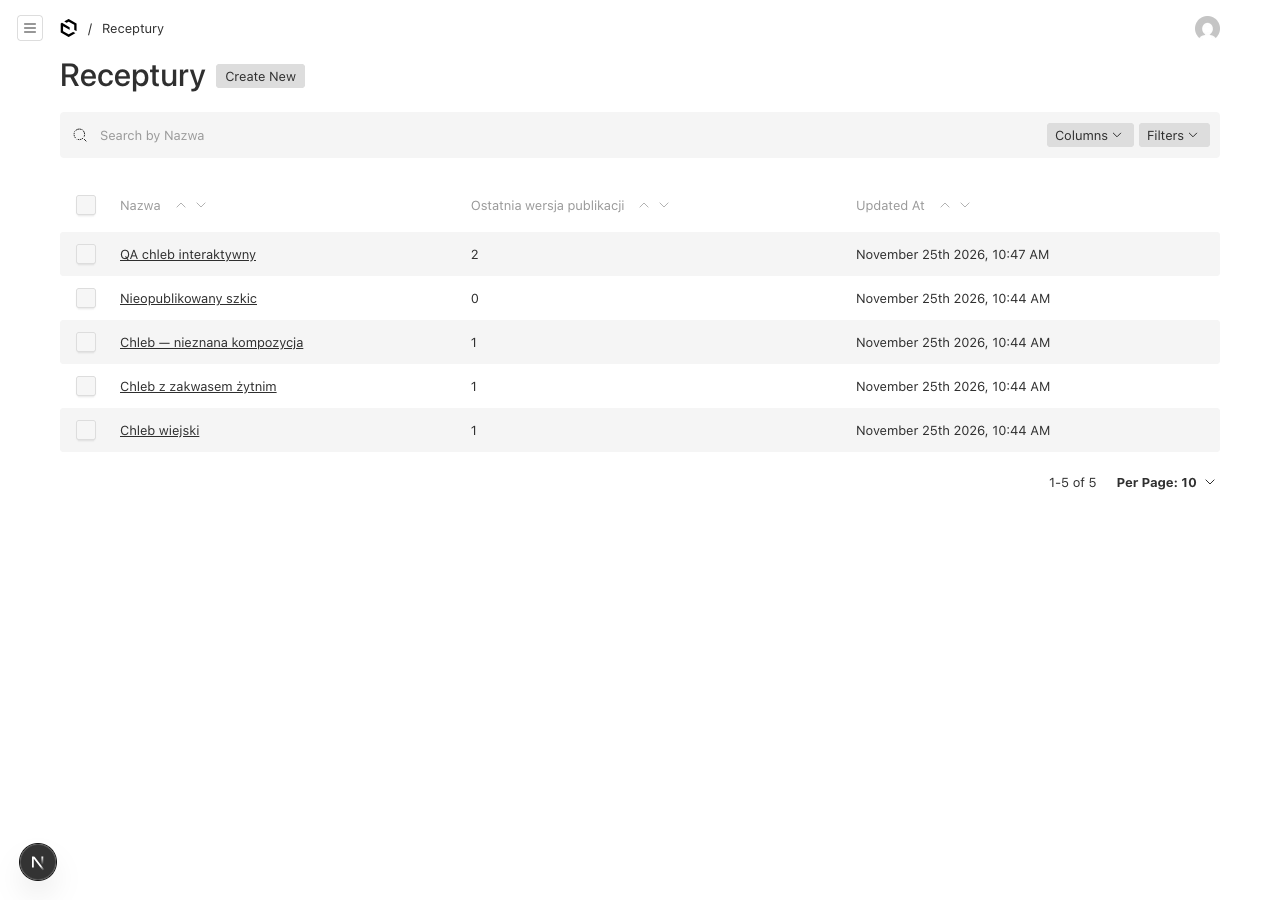 / Receptury
Receptury Create New
Search by Nazwa Columns Filters
Nazwa Ostatnia wersja publikacji Updated At
QA chleb interaktywny 2 November 25th 2026, 10:47 AM
Nieopublikowany szkic 0 November 25th 2026, 10:44 AM
Chleb — nieznana kompozycja 1 November 25th 2026, 10:44 AM
Chleb z zakwasem żytnim 1 November 25th 2026, 10:44 AM
Chleb wiejski 1 November 25th 2026, 10:44 AM
1-5 of 5 Per Page: 10
N